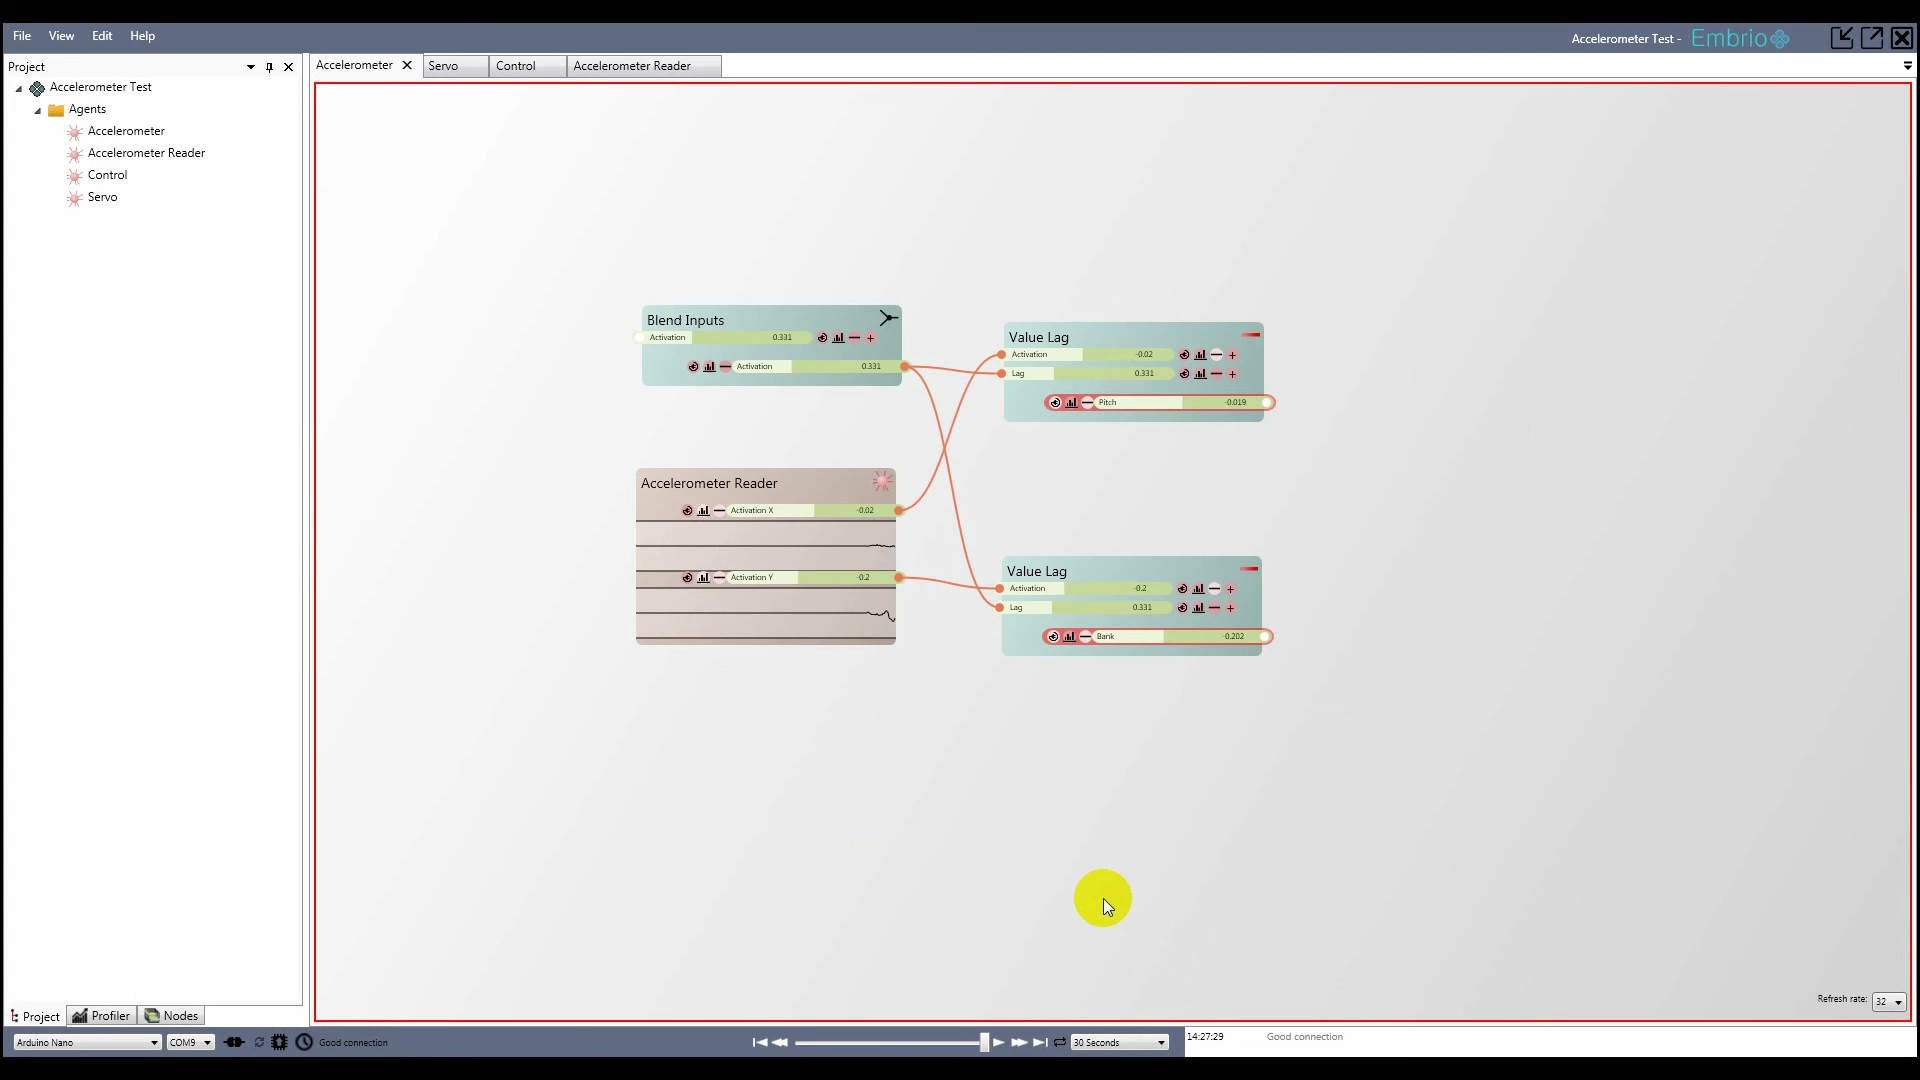 File View Edit Help
Accelerometer Test - Embrio
Project
Accelerometer Servo Control Accelerometer Reader
Accelerometer Test
Agents
Accelerometer
Accelerometer Reader
Control
Servo
Blend Inputs
Activation 0.331
Activation 0.331
Value Lag
Activation -0.02
Lag 0.331
Pitch -0.019
Accelerometer Reader
Activation X -0.02
Activation Y -0.2
Value Lag
Activation -0.2
Lag 0.331
Bank -0.202
Refresh rate: 32
Project Profiler Nodes
Arduino Nano COM9 Good connection 30 Seconds 14:27:29 Good connection